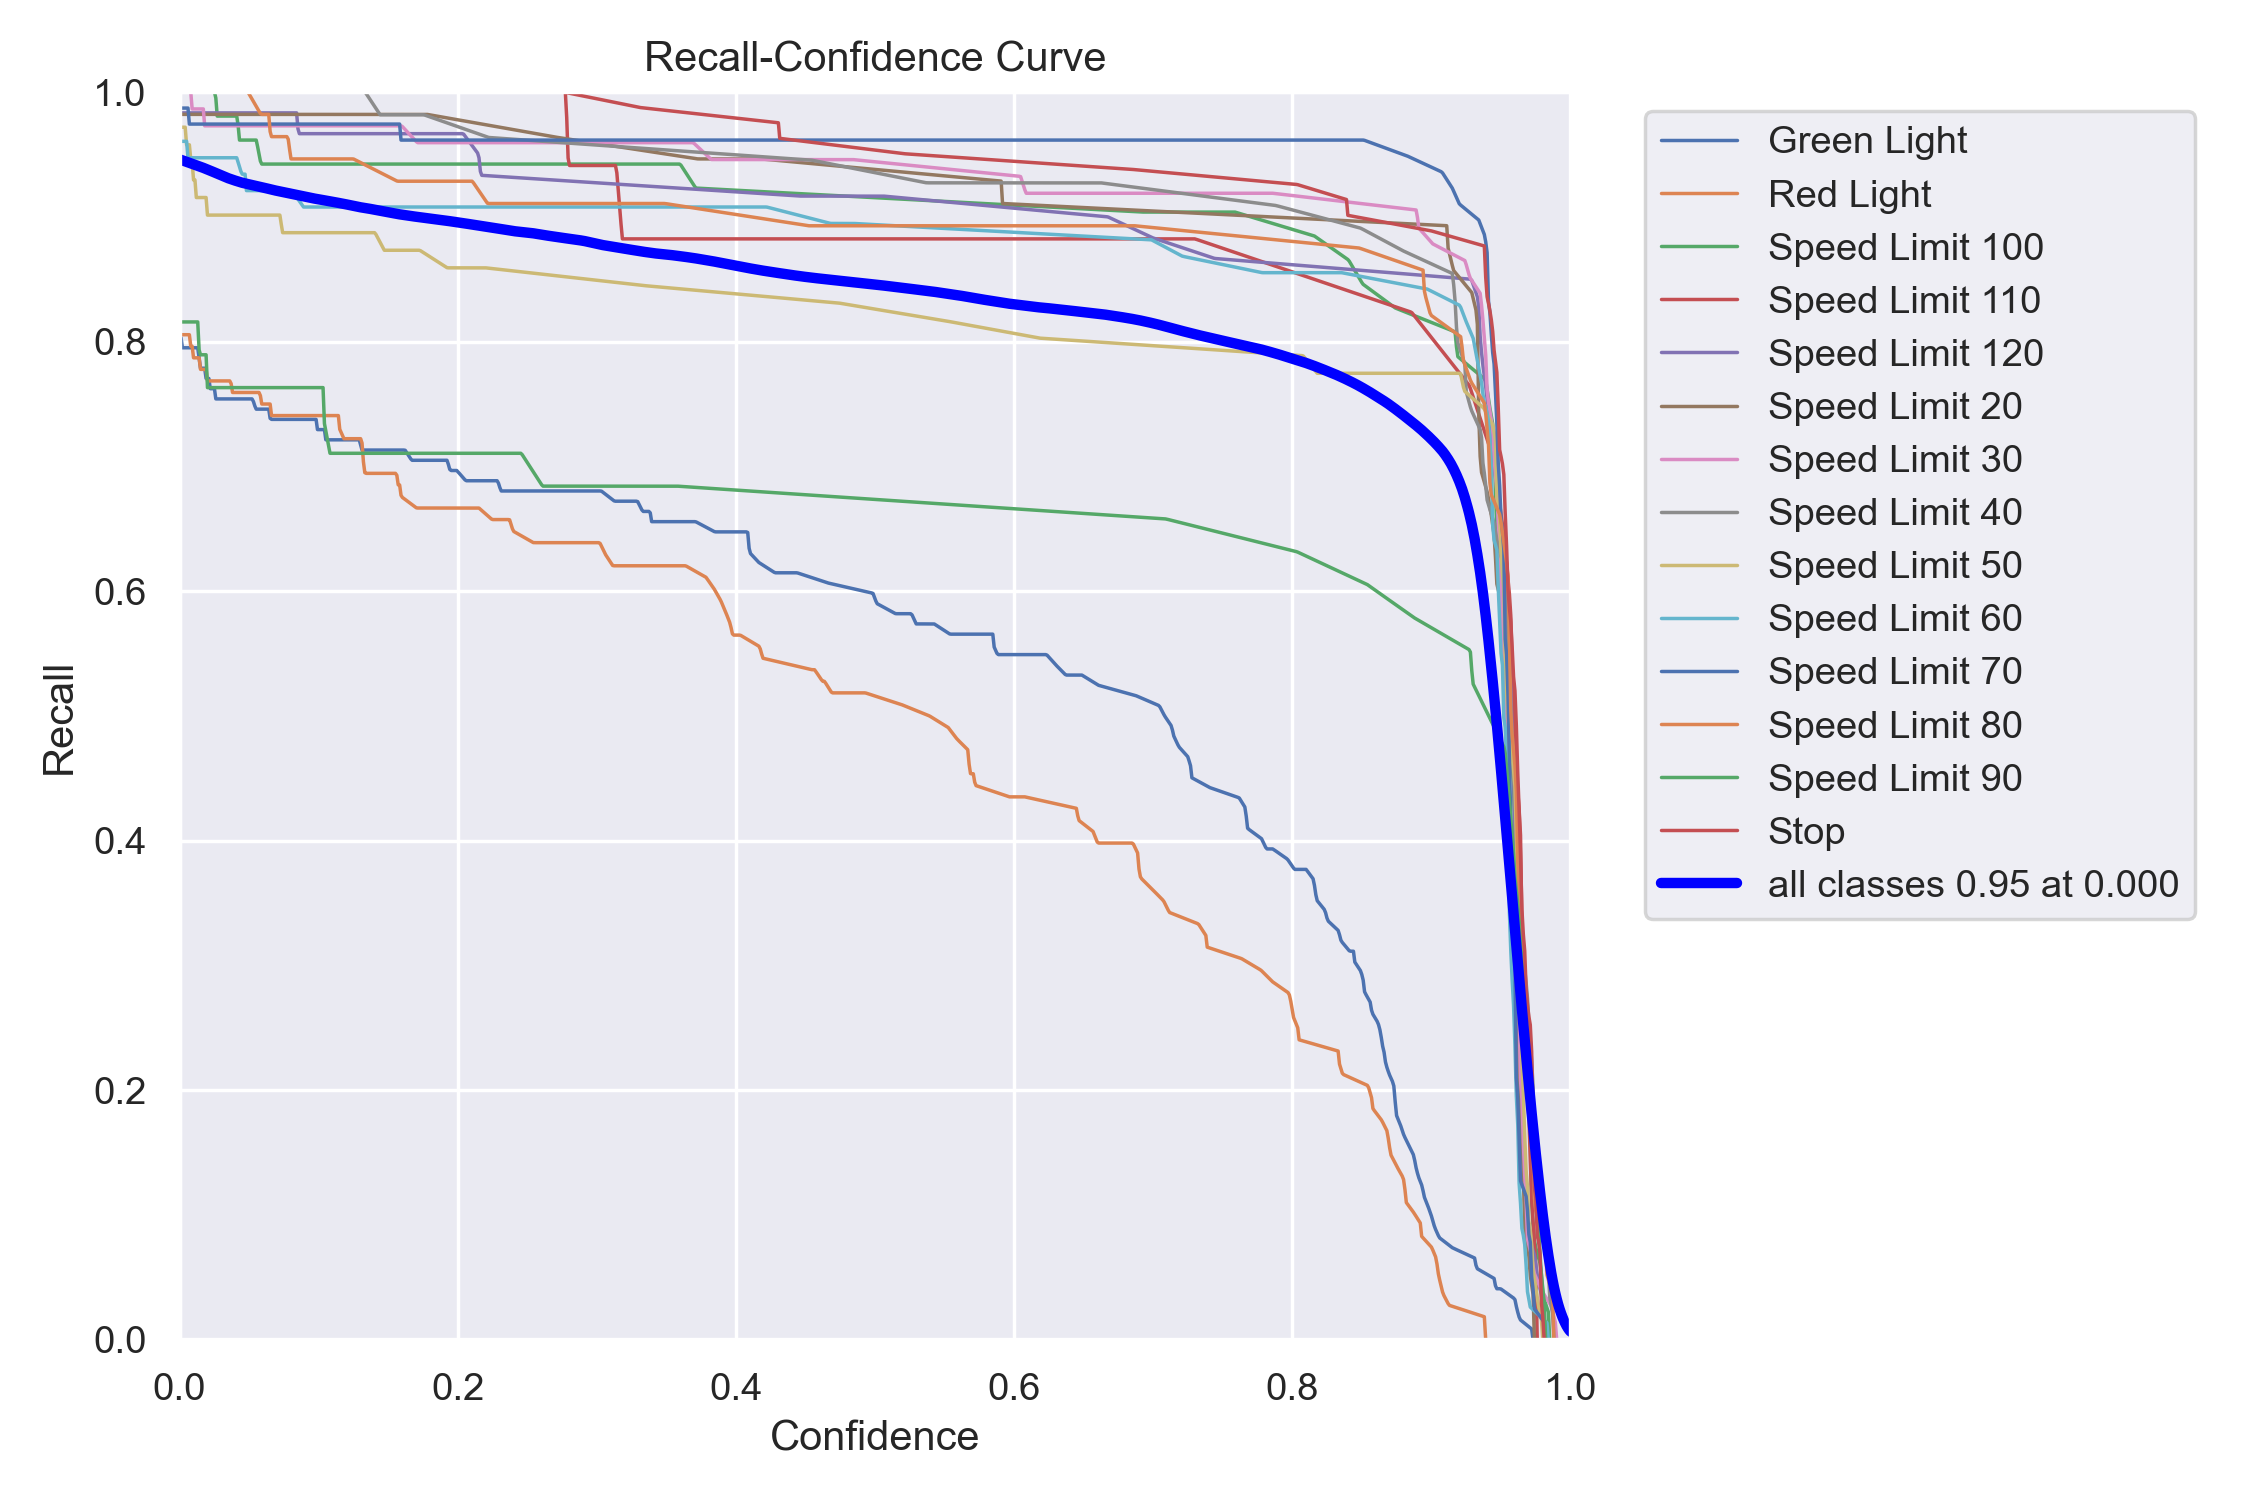 Recall-Confidence Curve
1.0
0.8
0.6
0.4
0.2
0.0
Recall
0.0 0.2 0.4 0.6 0.8 1.0
Confidence
Green Light
Red Light
Speed Limit 100
Speed Limit 110
Speed Limit 120
Speed Limit 20
Speed Limit 30
Speed Limit 40
Speed Limit 50
Speed Limit 60
Speed Limit 70
Speed Limit 80
Speed Limit 90
Stop
all classes 0.95 at 0.000